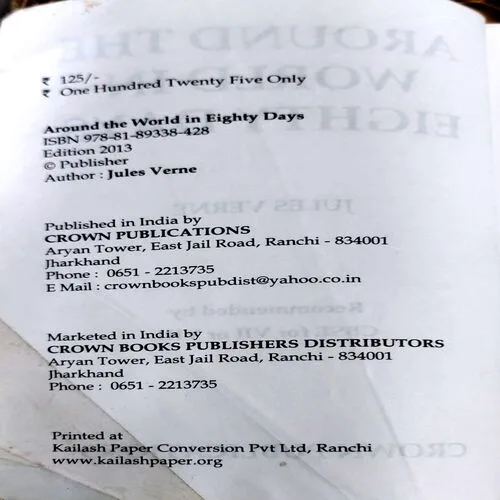 ₹ 125/-
₹ One Hundred Twenty Five Only
Around the World in Eighty Days
ISBN 978-81-89338-428
Edition 2013
© Publisher
Author : Jules Verne
Published in India by
CROWN PUBLICATIONS
Aryan Tower, East Jail Road, Ranchi - 834001
Jharkhand
Phone : 0651 - 2213735
E Mail : crownbookspubdist@yahoo.co.in
Marketed in India by
CROWN BOOKS PUBLISHERS DISTRIBUTORS
Aryan Tower, East Jail Road, Ranchi - 834001
Jharkhand
Phone : 0651 - 2213735
Printed at
Kailash Paper Conversion Pvt Ltd, Ranchi
www.kailashpaper.org